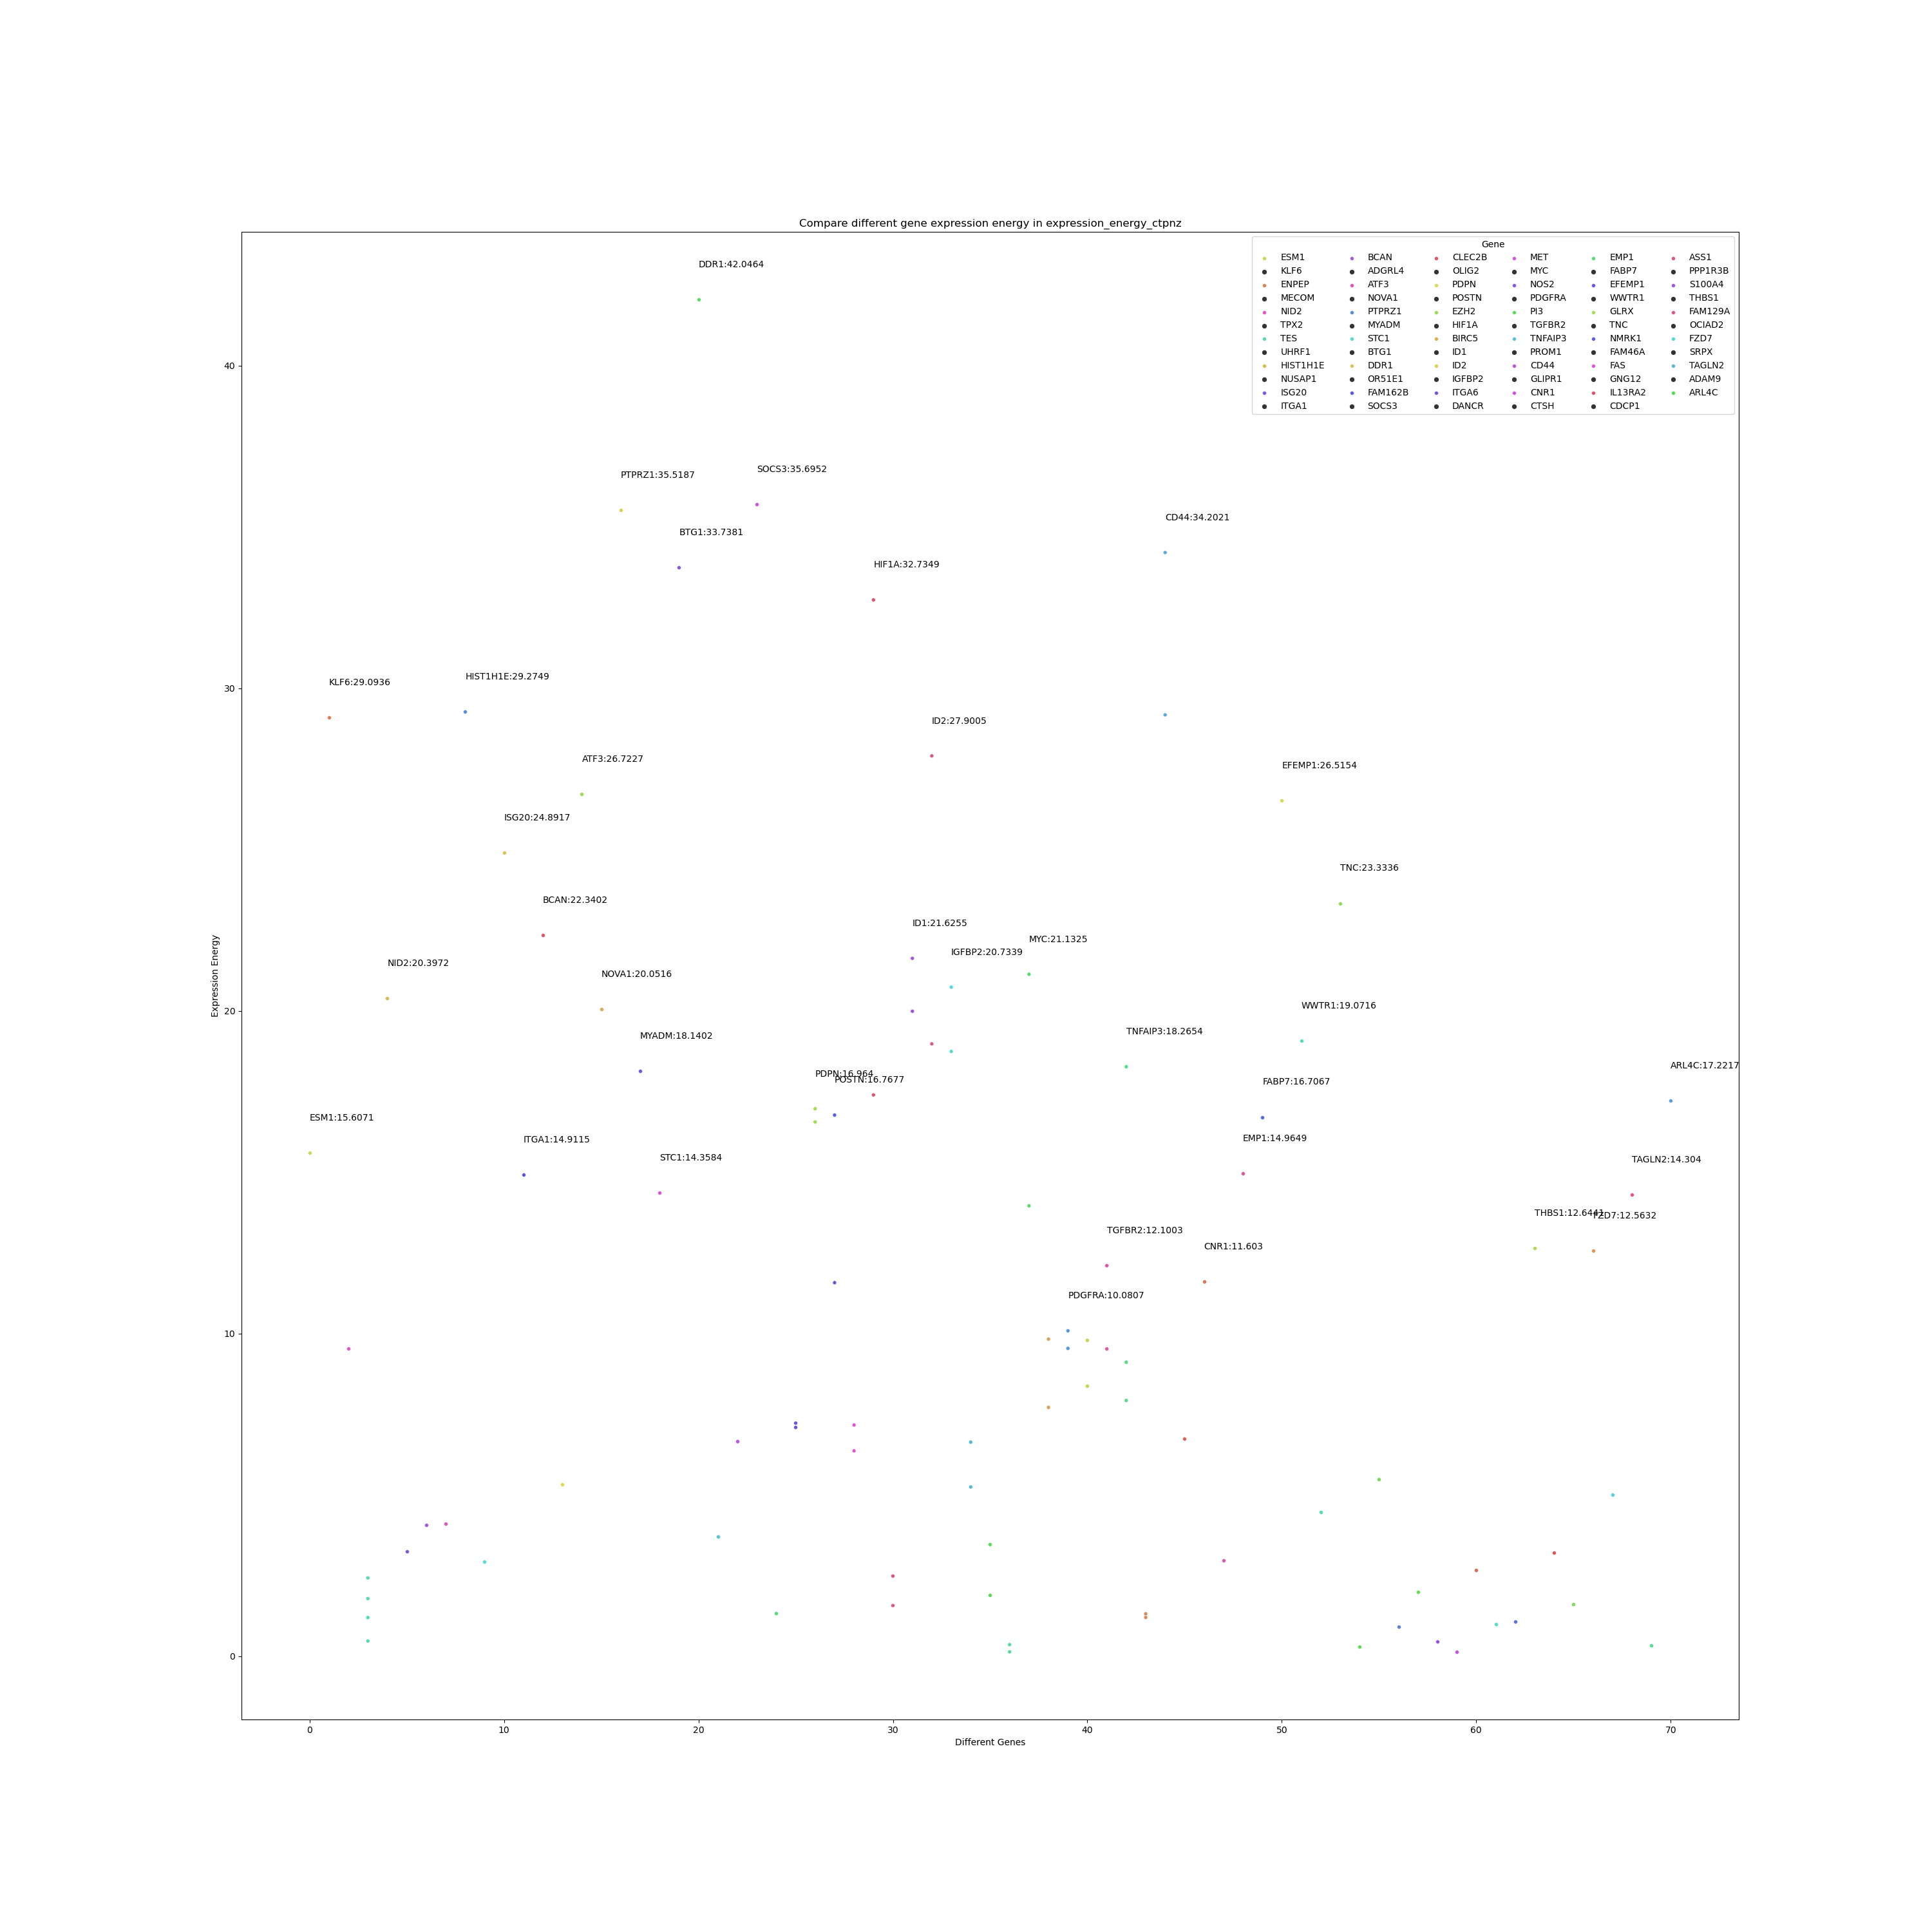 Compare different gene expression energy in expression_energy_ctpnz
Gene
ESM1 BCAN CLEC2B MET EMP1 ASS1
KLF6 ADGRL4 OLIG2 MYC FABP7 PPP1R3B
ENPEP ATF3 PDPN NOS2 EFEMP1 S100A4
MECOM NOVA1 POSTN PDGFRA WWTR1 THBS1
NID2 PTPRZ1 EZH2 PI3 GLRX FAM129A
TPX2 MYADM HIF1A TGFBR2 TNC OCIAD2
TES STC1 BIRC5 TNFAIP3 NMRK1 FZD7
UHRF1 BTG1 ID1 PROM1 FAM46A SRPX
HIST1H1E DDR1 ID2 CD44 FAS TAGLN2
NUSAP1 OR51E1 IGFBP2 GLIPR1 GNG12 ADAM9
ISG20 FAM162B ITGA6 CNR1 IL13RA2 ARL4C
ITGA1 SOCS3 DANCR CTSH CDCP1
DDR1:42.0464
40
SOCS3:35.6952
PTPRZ1:35.5187
CD44:34.2021
BTG1:33.7381
HIF1A:32.7349
HIST1H1E:29.2749
KLF6:29.0936
30
ID2:27.9005
ATF3:26.7227
EFEMP1:26.5154
ISG20:24.8917
TNC:23.3336
BCAN:22.3402
ID1:21.6255
MYC:21.1325
IGFBP2:20.7339
NID2:20.3972
NOVA1:20.0516
Expression Energy
20
WWTR1:19.0716
TNFAIP3:18.2654
MYADM:18.1402
ARL4C:17.2217
PDPN:16.964
POSTN:16.7677
FABP7:16.7067
ESM1:15.6071
EMP1:14.9649
ITGA1:14.9115
STC1:14.3584
TAGLN2:14.304
THBS1:12.6441
FZD7:12.5632
TGFBR2:12.1003
CNR1:11.603
PDGFRA:10.0807
10
0
0 10 20 30 40 50 60 70
Different Genes